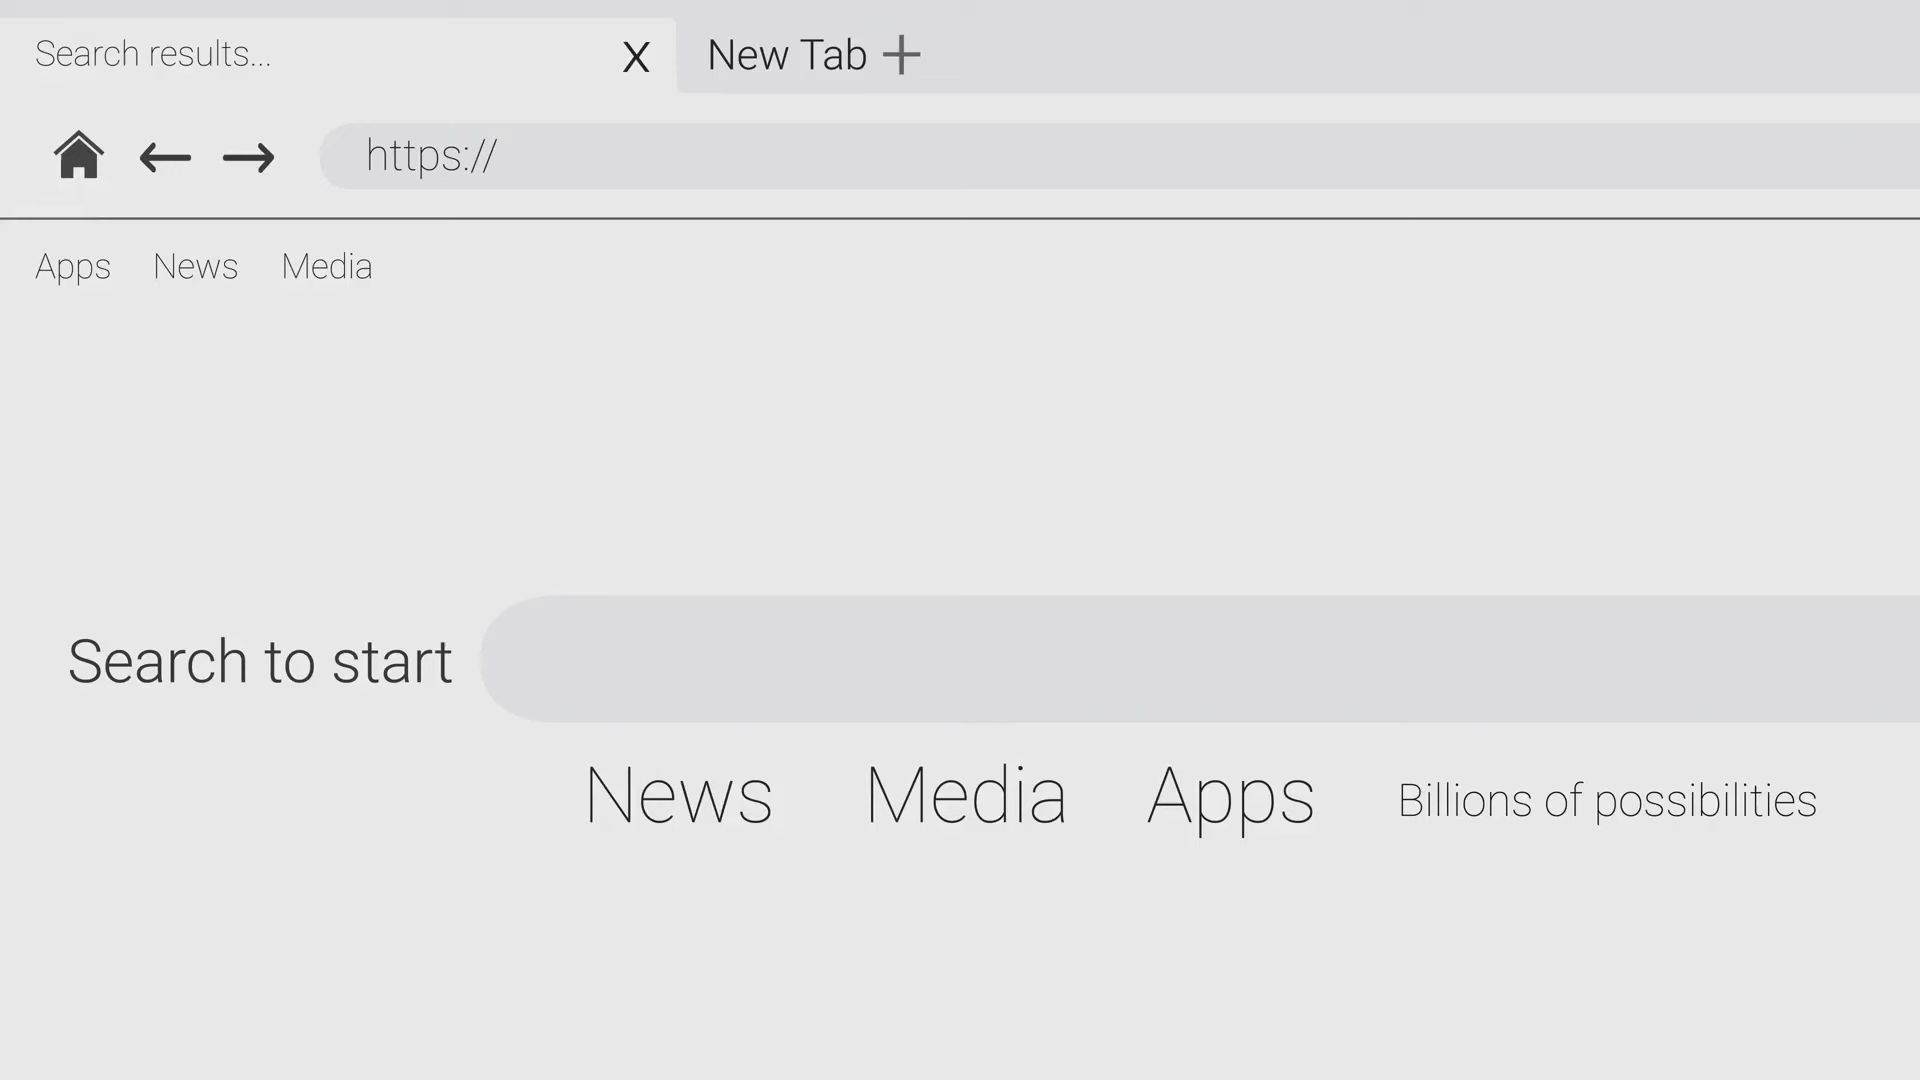 Search results... X New Tab +
https://
Apps News Media
Search to start
News Media Apps Billions of possibilities